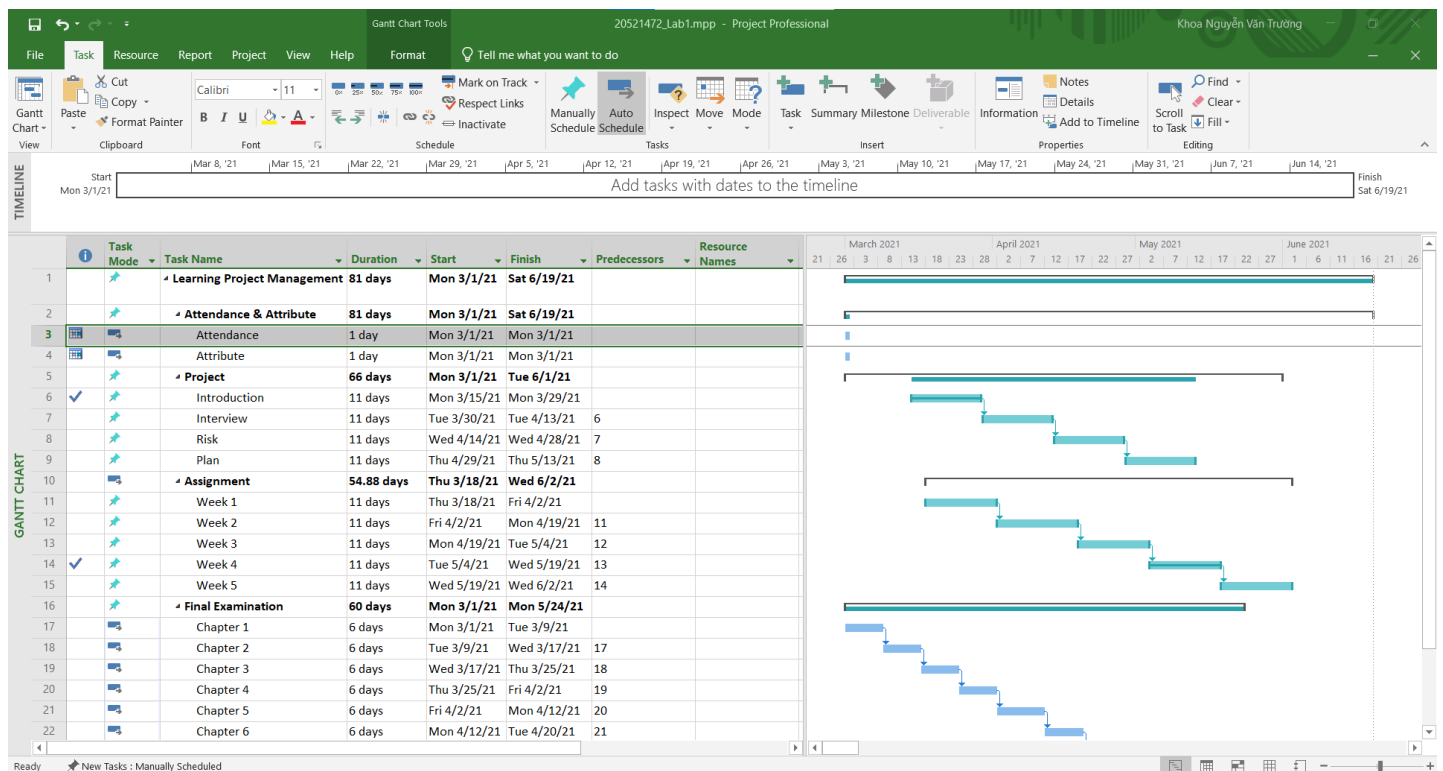 Gantt Chart Tools
20521472_Lab1.mpp - Project Professional
Khoa Nguyễn Văn Trường
File Task Resource Report Project View Help Format Tell me what you want to do
Gantt Chart
View
Paste
Cut
Copy
Format Painter
Clipboard
Calibri 11
B I U A
Font
0% 25% 50% 75% 100%
Mark on Track
Respect Links
Inactivate
Schedule
Manually Schedule
Auto Schedule
Inspect Move Mode
Tasks
Task Summary Milestone Deliverable
Insert
Information
Notes
Details
Add to Timeline
Properties
Scroll to Task
Find
Clear
Fill
Editing
TIMELINE
Mar 8, '21 Mar 15, '21 Mar 22, '21 Mar 29, '21 Apr 5, '21 Apr 12, '21 Apr 19, '21 Apr 26, '21 May 3, '21 May 10, '21 May 17, '21 May 24, '21 May 31, '21 Jun 7, '21 Jun 14, '21
Start
Mon 3/1/21
Add tasks with dates to the timeline
Finish
Sat 6/19/21
GANTT CHART
Task Mode Task Name Duration Start Finish Predecessors Resource Names
March 2021 April 2021 May 2021 June 2021
21 26 3 8 13 18 23 28 2 7 12 17 22 27 2 7 12 17 22 27 1 6 11 16 21 26
1 Learning Project Management 81 days Mon 3/1/21 Sat 6/19/21
2 Attendance & Attribute 81 days Mon 3/1/21 Sat 6/19/21
3 Attendance 1 day Mon 3/1/21 Mon 3/1/21
4 Attribute 1 day Mon 3/1/21 Mon 3/1/21
5 Project 66 days Mon 3/1/21 Tue 6/1/21
6 Introduction 11 days Mon 3/15/21 Mon 3/29/21
7 Interview 11 days Tue 3/30/21 Tue 4/13/21 6
8 Risk 11 days Wed 4/14/21 Wed 4/28/21 7
9 Plan 11 days Thu 4/29/21 Thu 5/13/21 8
10 Assignment 54.88 days Thu 3/18/21 Wed 6/2/21
11 Week 1 11 days Thu 3/18/21 Fri 4/2/21
12 Week 2 11 days Fri 4/2/21 Mon 4/19/21 11
13 Week 3 11 days Mon 4/19/21 Tue 5/4/21 12
14 Week 4 11 days Tue 5/4/21 Wed 5/19/21 13
15 Week 5 11 days Wed 5/19/21 Wed 6/2/21 14
16 Final Examination 60 days Mon 3/1/21 Mon 5/24/21
17 Chapter 1 6 days Mon 3/1/21 Tue 3/9/21
18 Chapter 2 6 days Tue 3/9/21 Wed 3/17/21 17
19 Chapter 3 6 days Wed 3/17/21 Thu 3/25/21 18
20 Chapter 4 6 days Thu 3/25/21 Fri 4/2/21 19
21 Chapter 5 6 days Fri 4/2/21 Mon 4/12/21 20
22 Chapter 6 6 days Mon 4/12/21 Tue 4/20/21 21
Ready New Tasks : Manually Scheduled